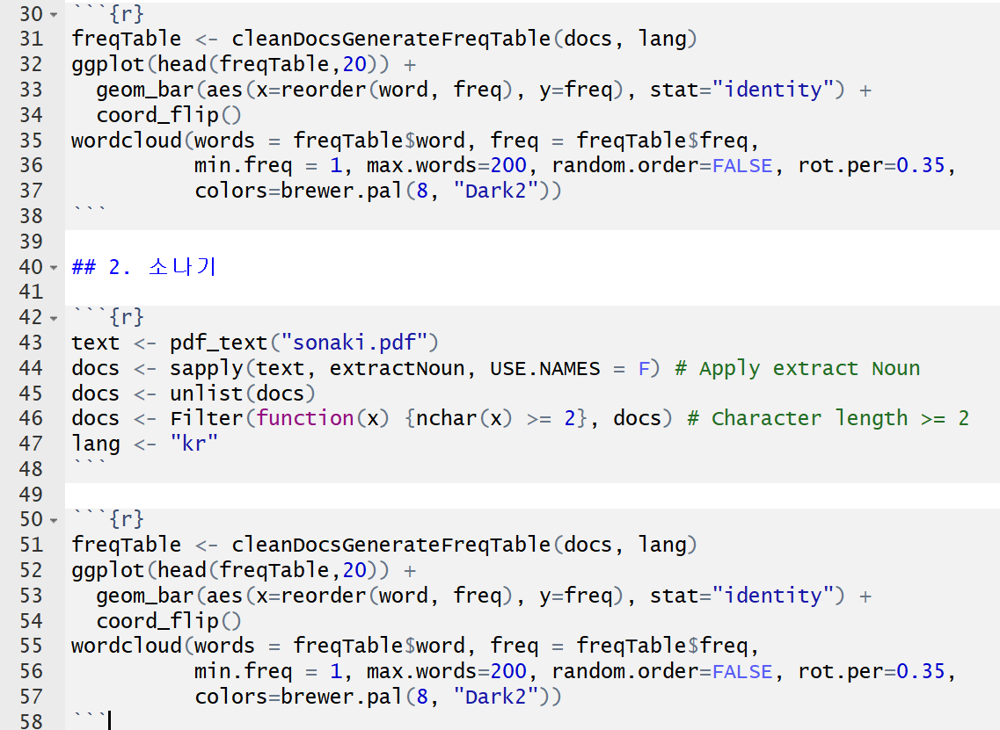 30 ```{r}
31 freqTable <- cleanDocsGenerateFreqTable(docs, lang)
32 ggplot(head(freqTable,20)) +
33   geom_bar(aes(x=reorder(word, freq), y=freq), stat="identity") +
34   coord_flip()
35 wordcloud(words = freqTable$word, freq = freqTable$freq,
36           min.freq = 1, max.words=200, random.order=FALSE, rot.per=0.35,
37           colors=brewer.pal(8, "Dark2"))
38 ```
39
40 ## 2. 소나기
41
42 ```{r}
43 text <- pdf_text("sonaki.pdf")
44 docs <- sapply(text, extractNoun, USE.NAMES = F) # Apply extract Noun
45 docs <- unlist(docs)
46 docs <- Filter(function(x) {nchar(x) >= 2}, docs) # Character length >= 2
47 lang <- "kr"
48 ```
49
50 ```{r}
51 freqTable <- cleanDocsGenerateFreqTable(docs, lang)
52 ggplot(head(freqTable,20)) +
53   geom_bar(aes(x=reorder(word, freq), y=freq), stat="identity") +
54   coord_flip()
55 wordcloud(words = freqTable$word, freq = freqTable$freq,
56           min.freq = 1, max.words=200, random.order=FALSE, rot.per=0.35,
57           colors=brewer.pal(8, "Dark2"))
58 ```